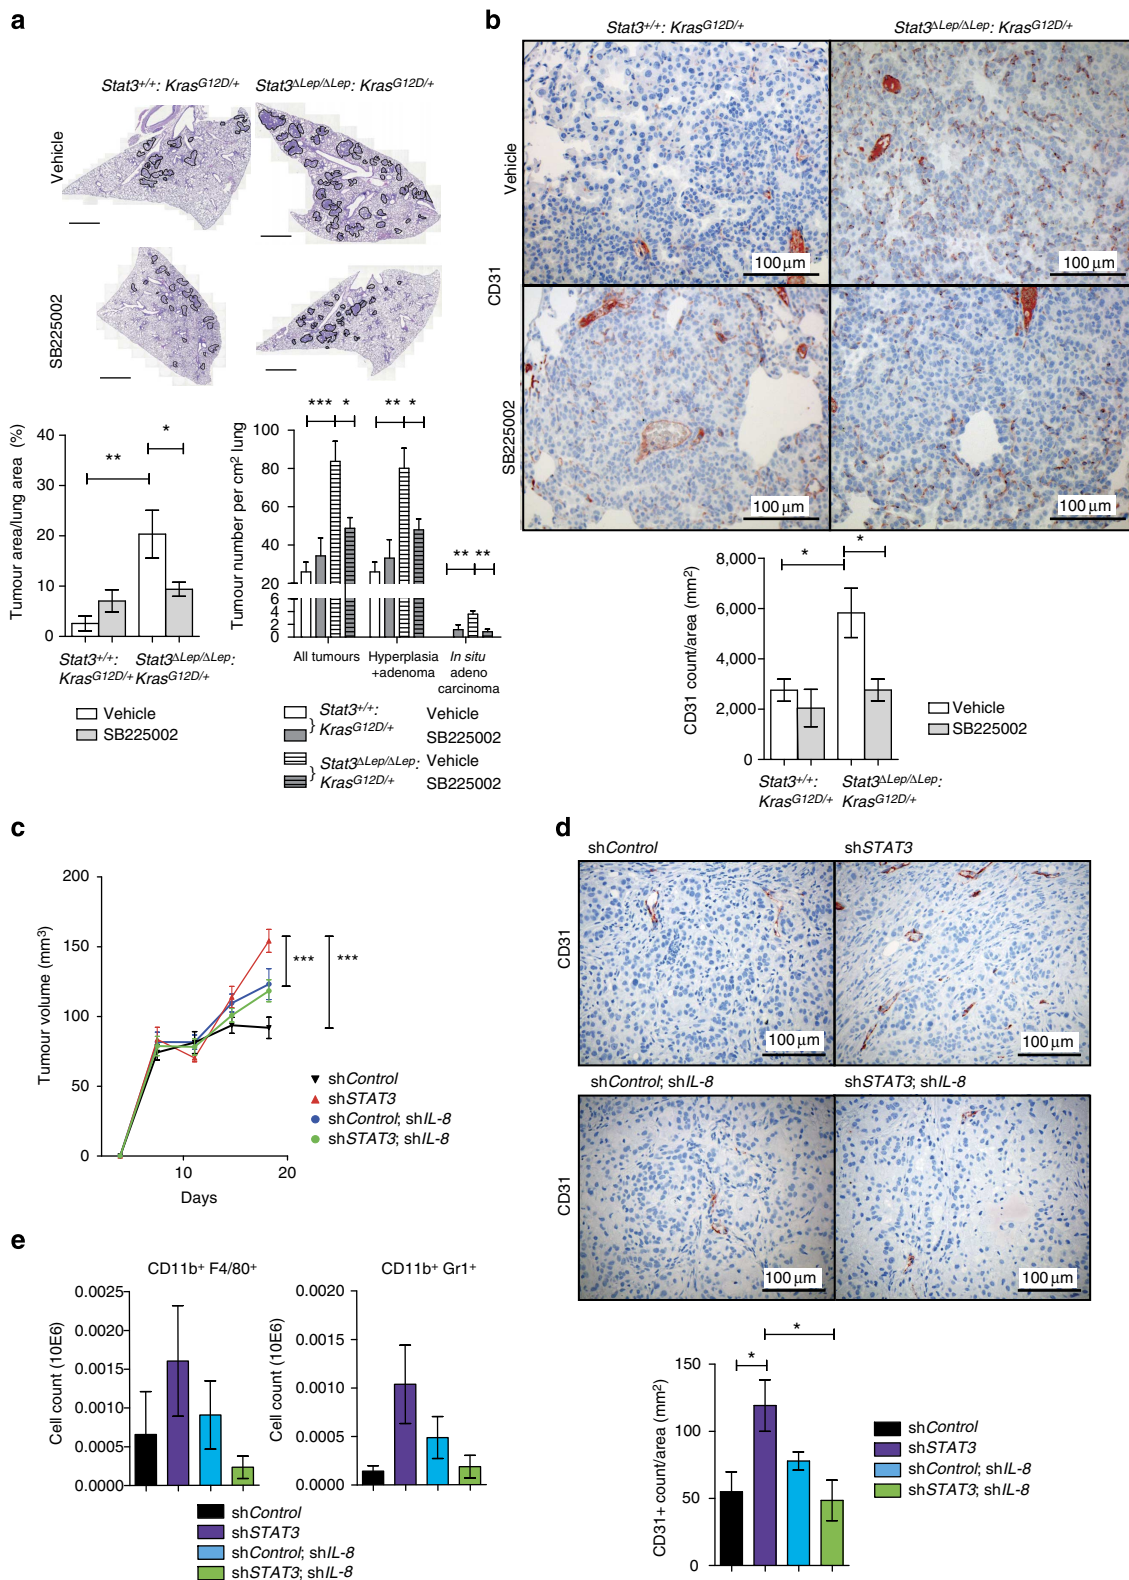 a
Stat3+/+: KrasG12D/+
Stat3ΔLep/ΔLep: KrasG12D/+
Vehicle
SB225002
Tumour area/lung area (%)
40
30
20
10
0
**
*
Stat3+/+:
KrasG12D/+
Stat3ΔLep/ΔLep:
KrasG12D/+
Vehicle
SB225002
Tumour number per cm2 lung
100
80
60
40
20
6
4
2
0
*** *
** *
** **
All tumours
Hyperplasia
+adenoma
In situ
adeno
carcinoma
Stat3+/+:
KrasG12D/+
}
Vehicle
SB225002
Stat3ΔLep/ΔLep:
KrasG12D/+
}
Vehicle
SB225002
b
Stat3+/+: KrasG12D/+
Stat3ΔLep/ΔLep: KrasG12D/+
Vehicle
CD31
SB225002
100 µm
100 µm
100 µm
100 µm
CD31 count/area (mm2)
8,000
6,000
4,000
2,000
0
*
*
Stat3+/+:
KrasG12D/+
Stat3ΔLep/ΔLep:
KrasG12D/+
Vehicle
SB225002
c
Tumour volume (mm3)
200
150
100
50
0
10
20
Days
***
***
shControl
shSTAT3
shControl; shIL-8
shSTAT3; shIL-8
d
shControl
shSTAT3
CD31
100 µm
100 µm
shControl; shIL-8
shSTAT3; shIL-8
CD31
100 µm
100 µm
CD31+ count/area (mm2)
150
100
50
0
*
*
shControl
shSTAT3
shControl; shIL-8
shSTAT3; shIL-8
e
CD11b+ F4/80+
Cell count (10E6)
0.0025
0.0020
0.0015
0.0010
0.0005
0.0000
CD11b+ Gr1+
Cell count (10E6)
0.0020
0.0015
0.0010
0.0005
0.0000
shControl
shSTAT3
shControl; shIL-8
shSTAT3; shIL-8